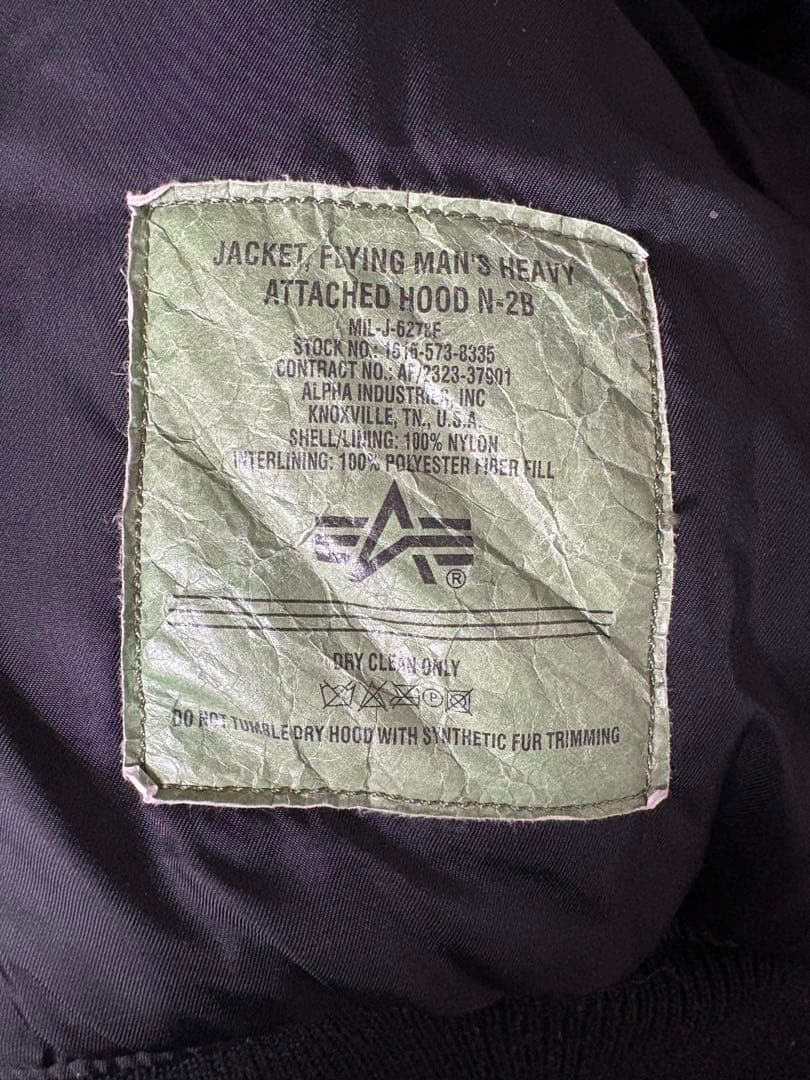 JACKET, FLYING MAN'S HEAVY
ATTACHED HOOD N-2B
MIL-J-6278F
STOCK NO.: 1615-573-8335
CONTRACT NO.: AF/2323-37901
ALPHA INDUSTRIES, INC
KNOXVILLE, TN., U.S.A.
SHELL/LINING: 100% NYLON
INTERLINING: 100% POLYESTER FIBER FILL
®
DRY CLEAN ONLY
P
DO NOT TUMBLE DRY HOOD WITH SYNTHETIC FUR TRIMMING